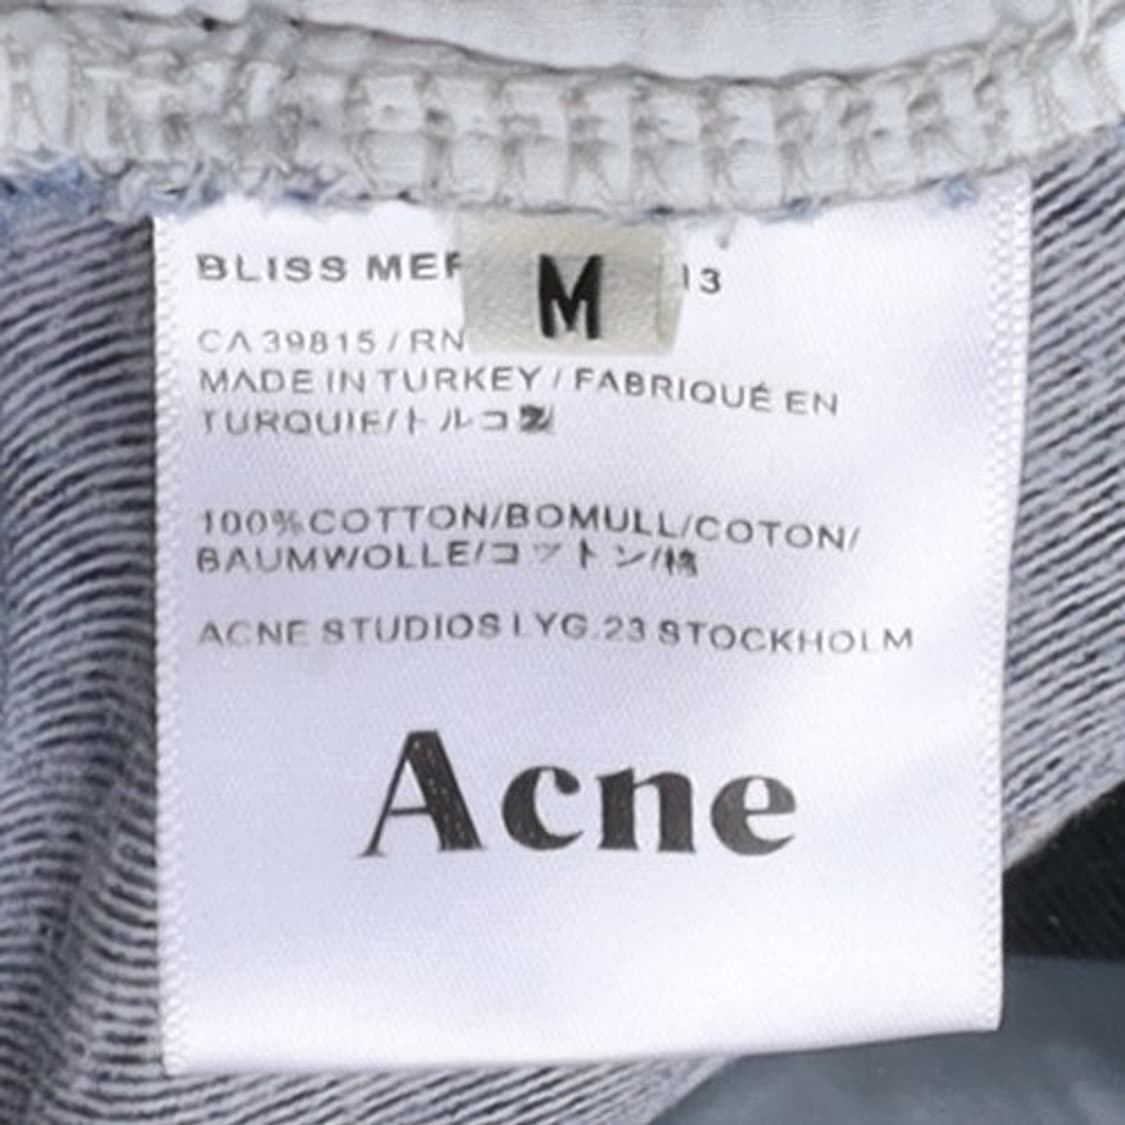 BLISS 13
M
CA 39815 / RN
MADE IN TURKEY / FABRIQUÉ EN
TURQUIE/トルコ製
100%COTTON/BOMULL/COTON/
BAUMWOLLE/コットン/棉
ACNE STUDIOS LYG.23 STOCKHOLM
Acne